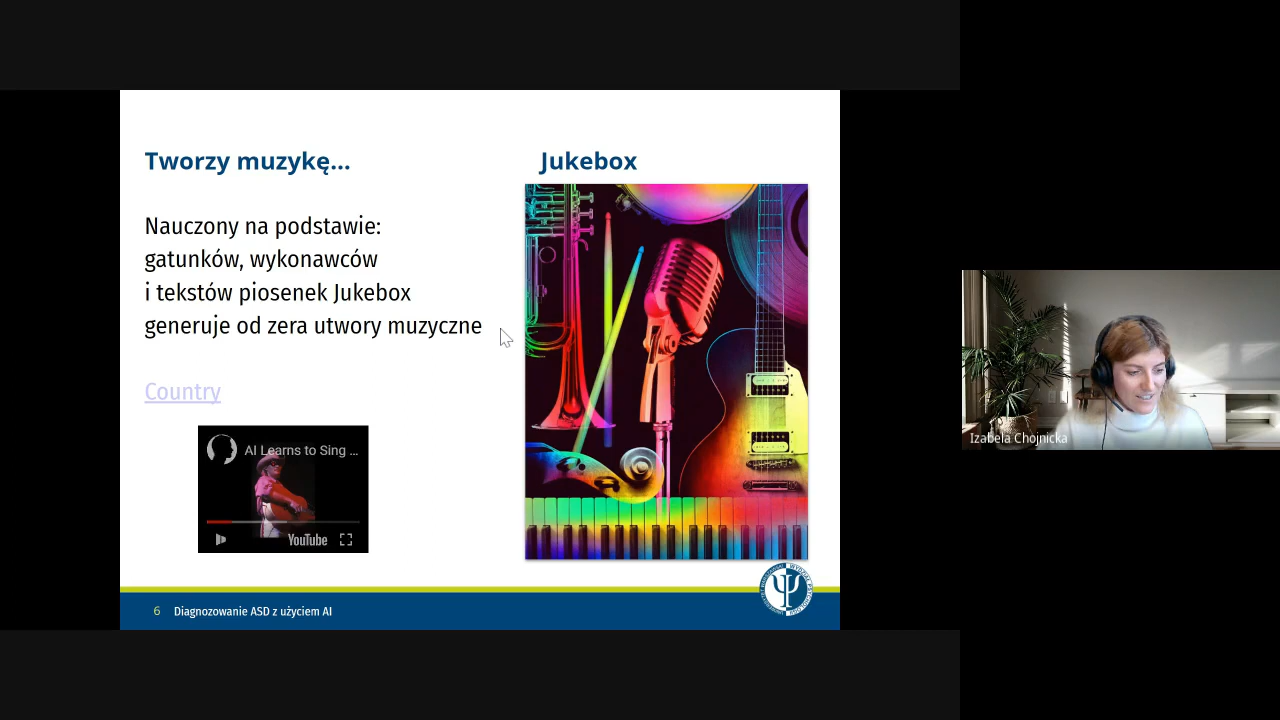 Tworzy muzykę...
Jukebox
Nauczony na podstawie:
gatunków, wykonawców
i tekstów piosenek Jukebox
generuje od zera utwory muzyczne
Country
AI Learns to Sing ...
YouTube
6 Diagnozowanie ASD z użyciem AI
Izabela Chojnicka